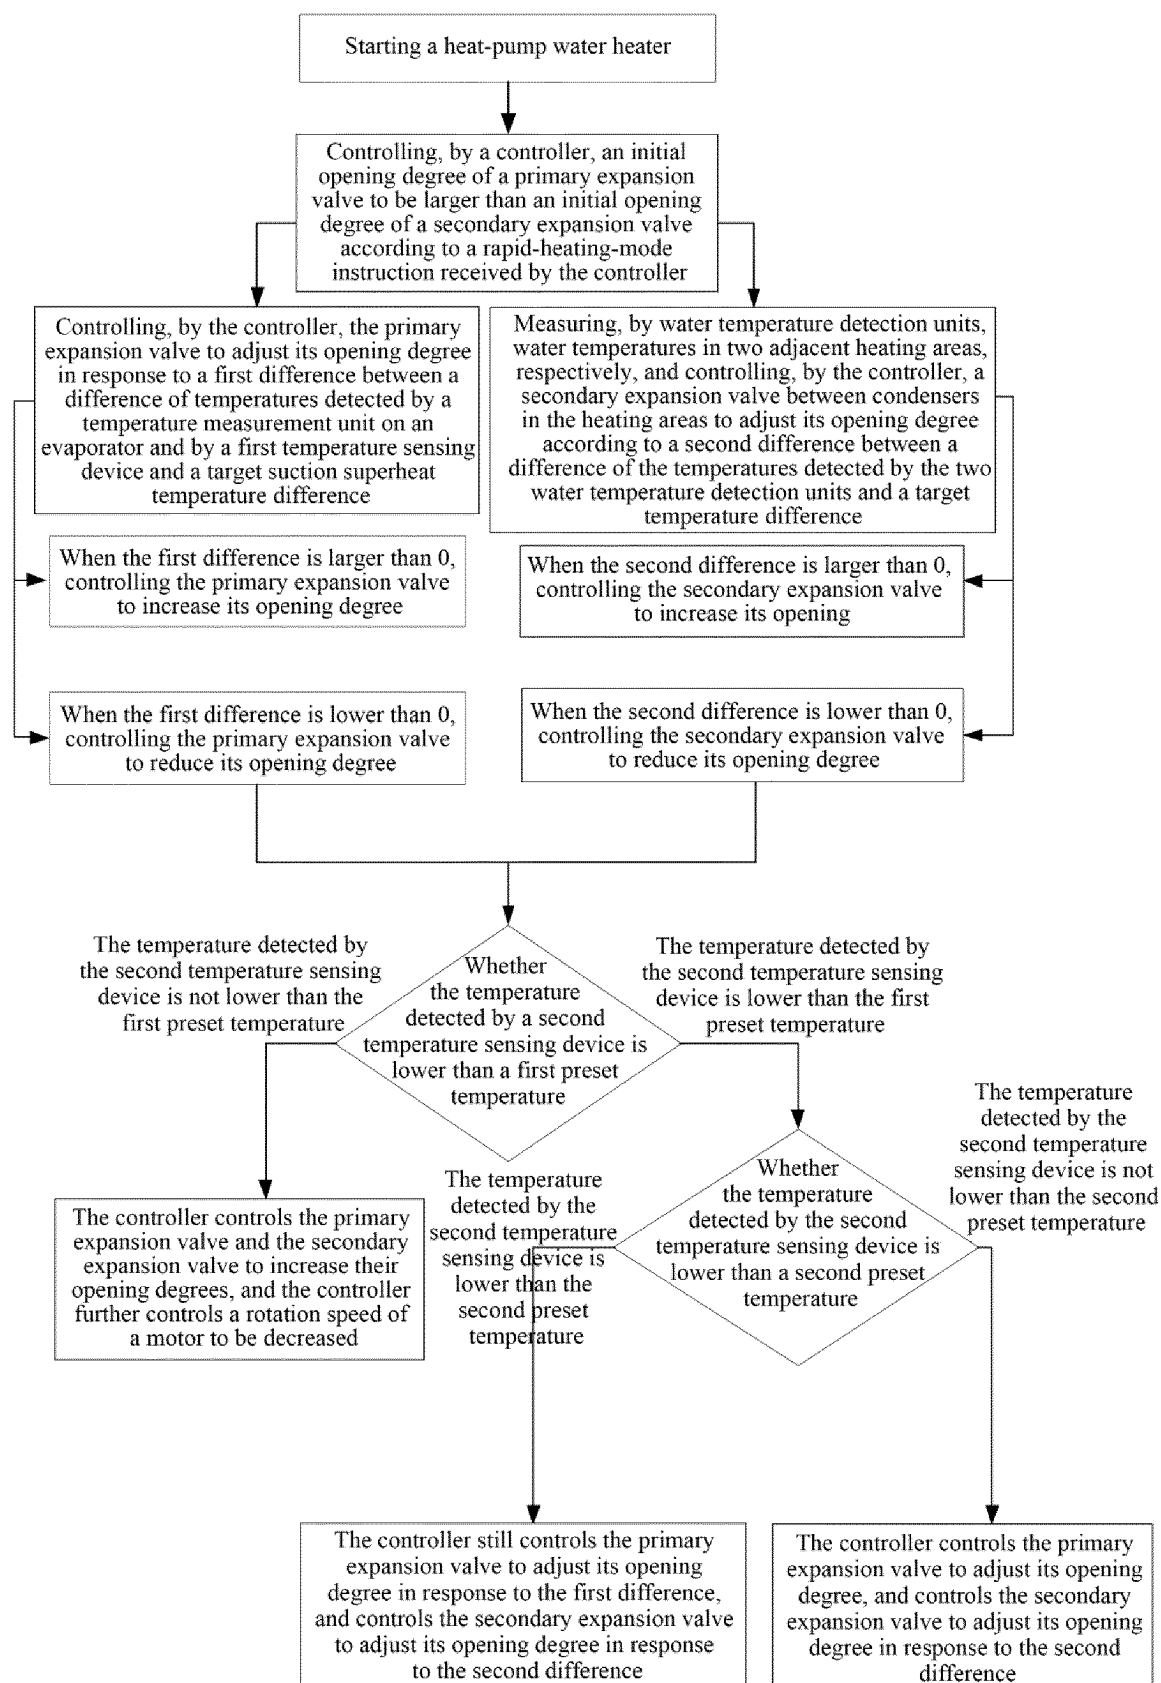 Starting a heat-pump water heater
Controlling, by a controller, an initial
opening degree of a primary expansion
valve to be larger than an initial opening
degree of a secondary expansion valve
according to a rapid-heating-mode
instruction received by the controller
Controlling, by the controller, the primary
expansion valve to adjust its opening degree
in response to a first difference between a
difference of temperatures detected by a
temperature measurement unit on an
evaporator and by a first temperature sensing
device and a target suction superheat
temperature difference
Measuring, by water temperature detection units,
water temperatures in two adjacent heating areas,
respectively, and controlling, by the controller, a
secondary expansion valve between condensers
in the heating areas to adjust its opening degree
according to a second difference between a
difference of the temperatures detected by the two
water temperature detection units and a target
temperature difference
When the first difference is larger than 0,
controlling the primary expansion valve
to increase its opening degree
When the second difference is larger than 0,
controlling the secondary expansion valve
to increase its opening
When the first difference is lower than 0,
controlling the primary expansion valve
to reduce its opening degree
When the second difference is lower than 0,
controlling the secondary expansion valve
to reduce its opening degree
The temperature detected by
the second temperature sensing
device is not lower than the
first preset temperature
Whether
the temperature
detected by a second
temperature sensing device is
lower than a first preset
temperature
The temperature detected by
the second temperature sensing
device is lower than the first
preset temperature
The temperature
detected by the
second temperature
sensing device is not
lower than the second
preset temperature
The temperature
detected by the
second temperature
sensing device is
lower than the
second preset
temperature
Whether
the temperature
detected by the second
temperature sensing device is
lower than a second preset
temperature
The controller controls the primary
expansion valve and the secondary
expansion valve to increase their
opening degrees, and the controller
further controls a rotation speed of
a motor to be decreased
The controller still controls the primary
expansion valve to adjust its opening
degree in response to the first difference,
and controls the secondary expansion valve
to adjust its opening degree in response
to the second difference
The controller controls the primary
expansion valve to adjust its opening
degree, and controls the secondary
expansion valve to adjust its opening
degree in response to the second
difference